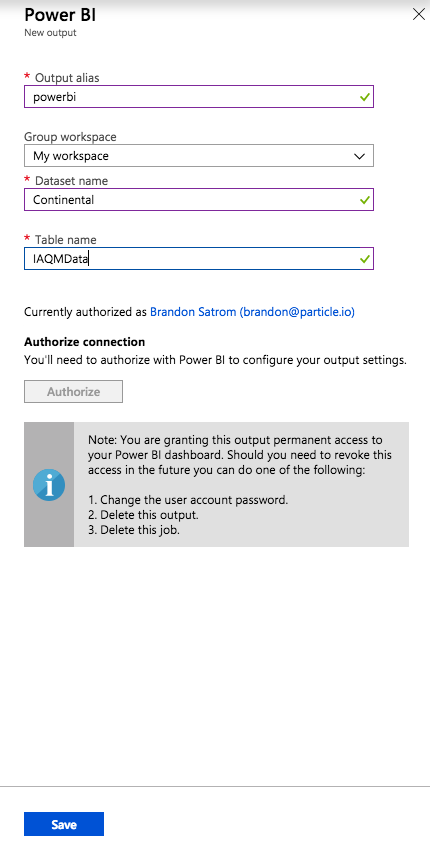 Power BI
New output
* Output alias
powerbi
Group workspace
My workspace
* Dataset name
Continental
* Table name
IAQMData
Currently authorized as Brandon Satrom (brandon@particle.io)
Authorize connection
You'll need to authorize with Power BI to configure your output settings.
Authorize
Note: You are granting this output permanent access to
your Power BI dashboard. Should you need to revoke this
access in the future you can do one of the following:
1. Change the user account password.
2. Delete this output.
3. Delete this job.
Save